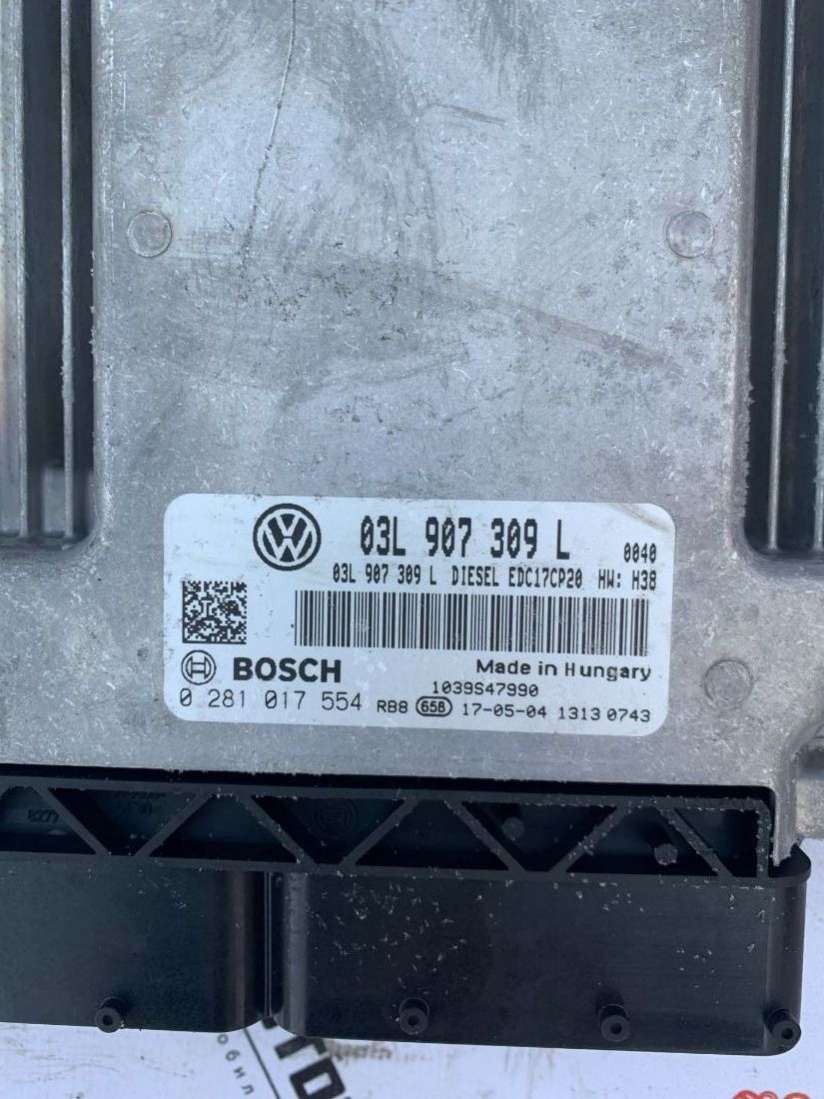 03L 907 309 L 0040
03L 907 309 L DIESEL EDC17CP20 HW: H38
BOSCH Made in Hungary
1039S47990
0 281 017 554 RB8 658 17-05-04 1313 0743
обил